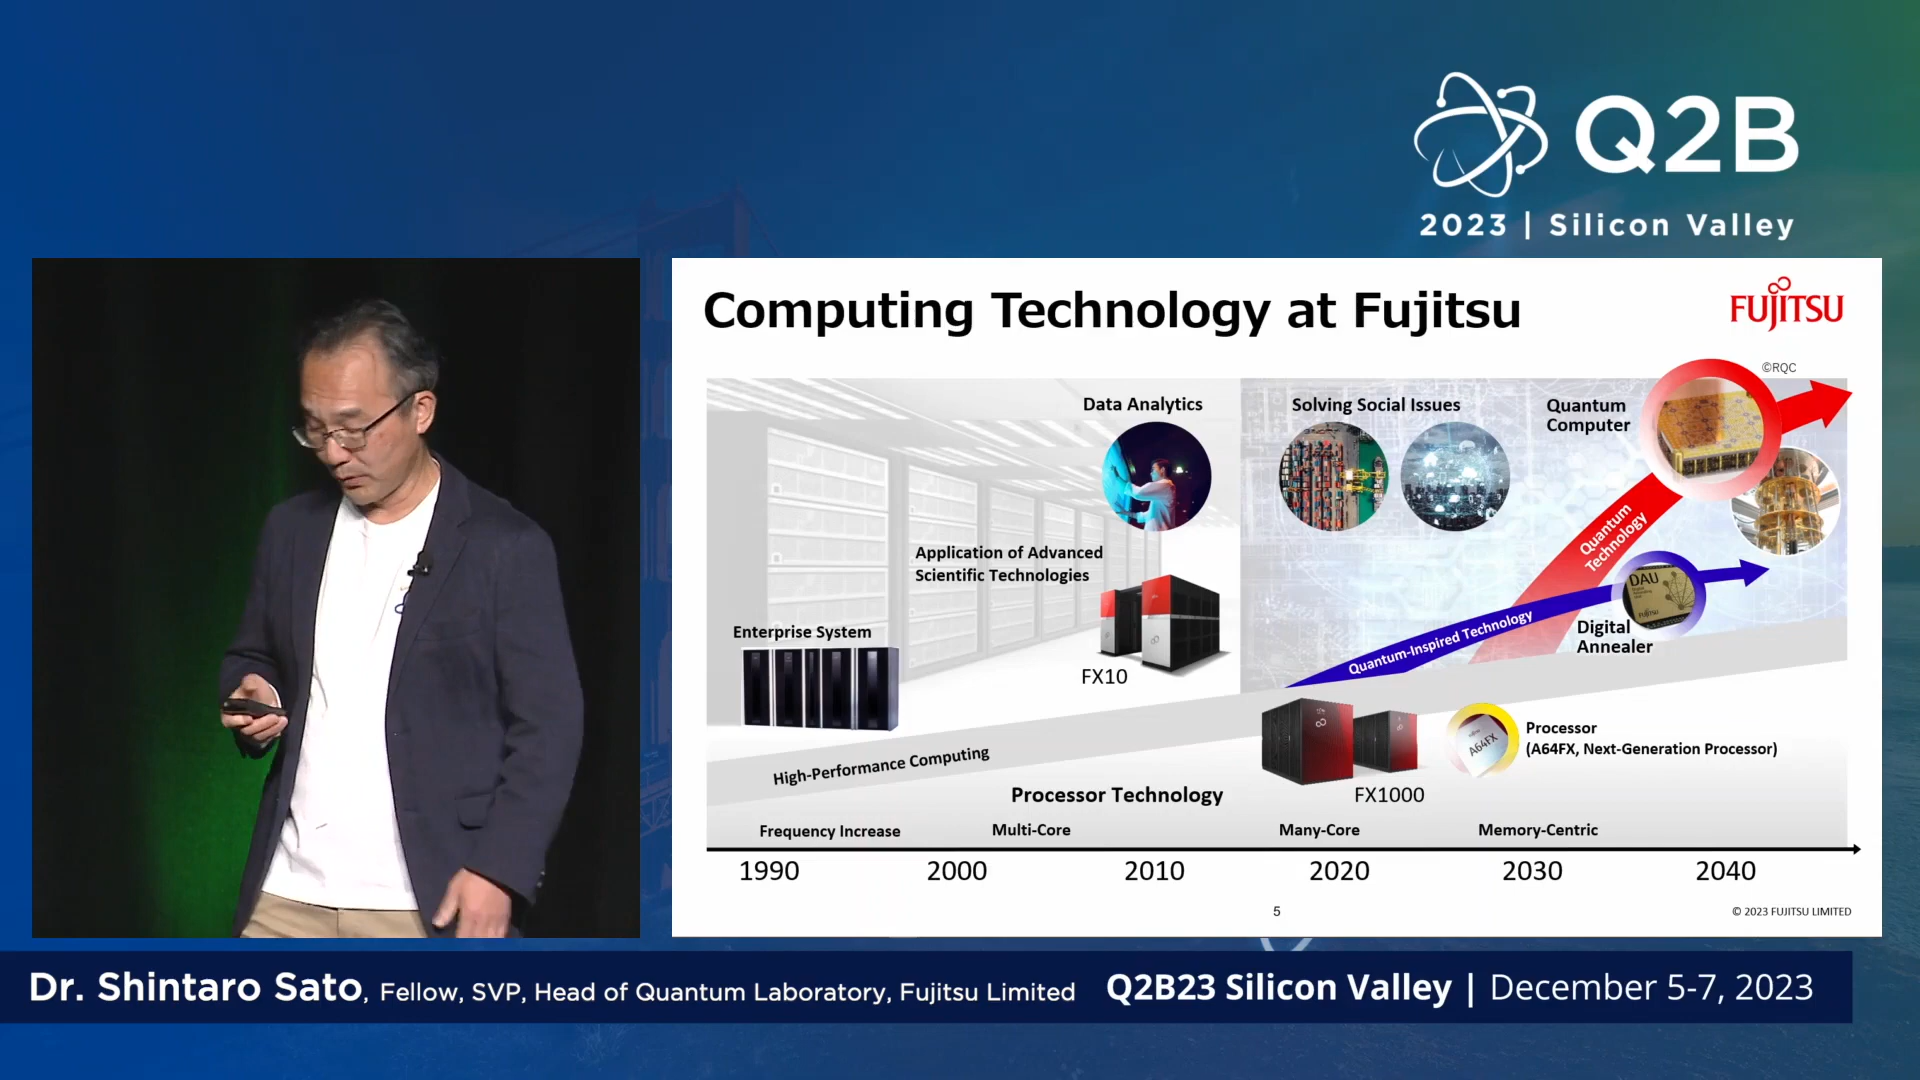 Q2B
2023 | Silicon Valley
Computing Technology at Fujitsu
FUJITSU
©RQC
Data Analytics
Solving Social Issues
Quantum
Computer
Application of Advanced
Scientific Technologies
Quantum
Technology
DAU
FUJITSU
Enterprise System
FX10
Quantum-Inspired Technology
Digital
Annealer
High-Performance Computing
A64FX
Processor
(A64FX, Next-Generation Processor)
Processor Technology
FX1000
Frequency Increase
Multi-Core
Many-Core
Memory-Centric
1990
2000
2010
2020
2030
2040
5
© 2023 FUJITSU LIMITED
Dr. Shintaro Sato, Fellow, SVP, Head of Quantum Laboratory, Fujitsu Limited
Q2B23 Silicon Valley | December 5-7, 2023